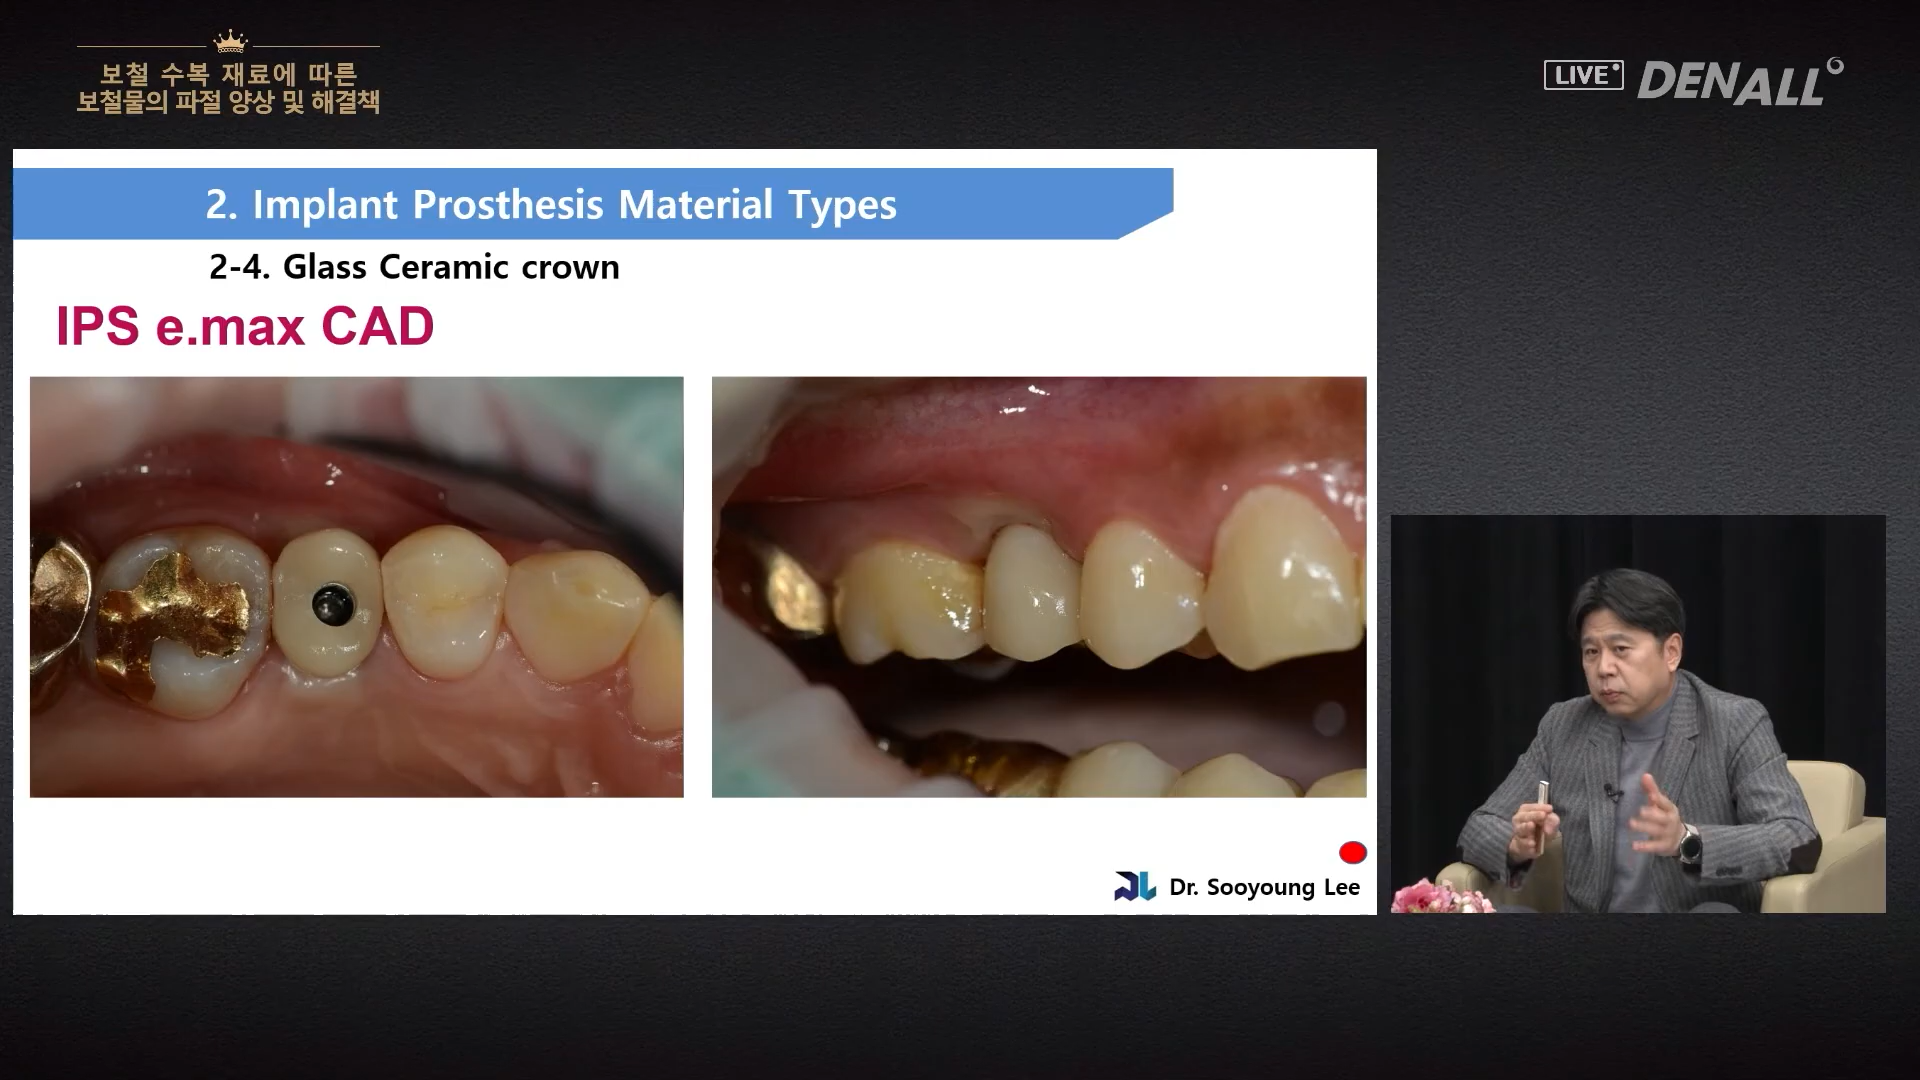 보철 수복 재료에 따른
보철물의 파절 양상 및 해결책
LIVE
DENALL
2. Implant Prosthesis Material Types
2-4. Glass Ceramic crown
IPS e.max CAD
Dr. Sooyoung Lee